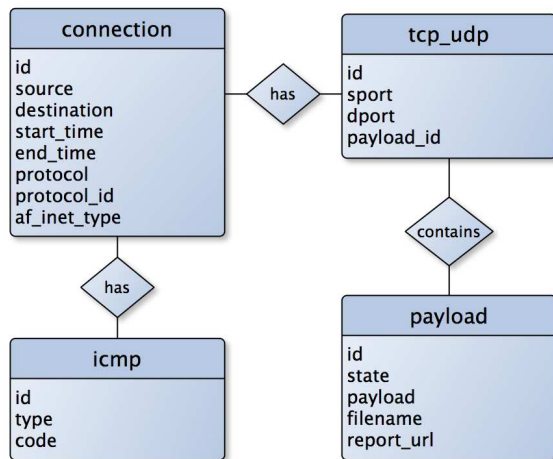 connection
id
source
destination
start_time
end_time
protocol
protocol_id
af_inet_type
has
tcp_udp
id
sport
dport
payload_id
has
contains
icmp
id
type
code
payload
id
state
payload
filename
report_url